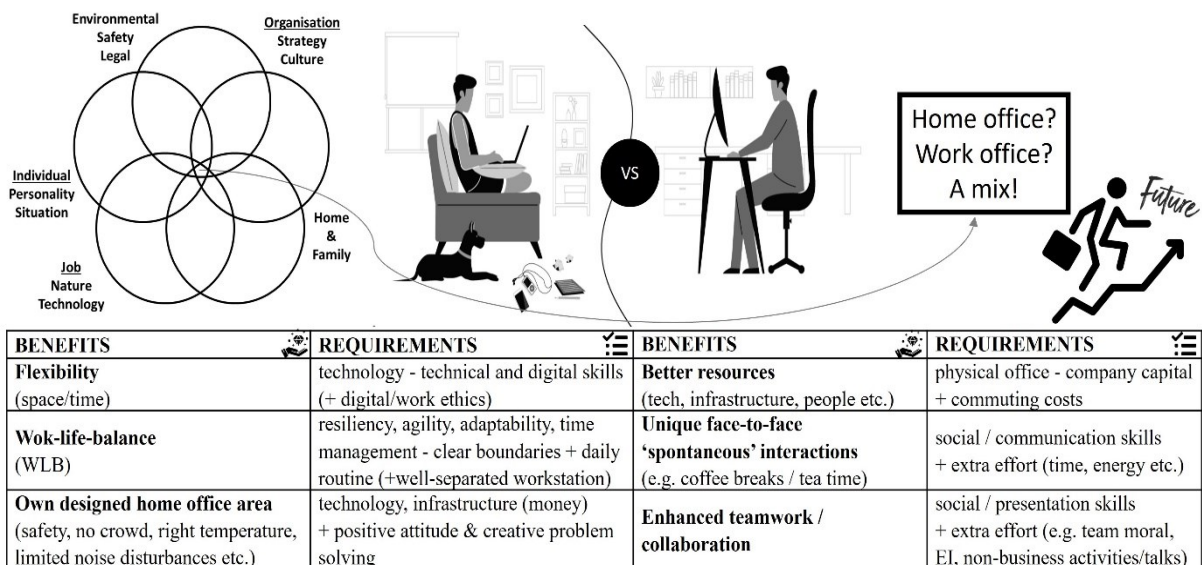 Environmental
Safety
Legal
Organisation
Strategy
Culture
Individual
Personality
Situation
Home
&
Family
Job
Nature
Technology
VS
Home office?
Work office?
A mix!
Future
BENEFITS
REQUIREMENTS
BENEFITS
REQUIREMENTS
Flexibility
(space/time)
technology - technical and digital skills
(+ digital/work ethics)
Better resources
(tech, infrastructure, people etc.)
physical office - company capital
+ commuting costs
Wok-life-balance
(WLB)
resiliency, agility, adaptability, time
management - clear boundaries + daily
routine (+well-separated workstation)
Unique face-to-face
‘spontancous’ interactions
(e.g. coffee breaks / tea time)
social / communication skills
+ extra effort (time, energy etc.)
Own designed home office area
(safety, no crowd, right temperature,
limited noise disturbances etc.)
technology, infrastructure (money)
+ positive attitude & creative problem
solving
Enhanced teamwork /
collaboration
social / presentation skills
+ extra effort (e.g. team moral,
EI, non-business activities/talks)